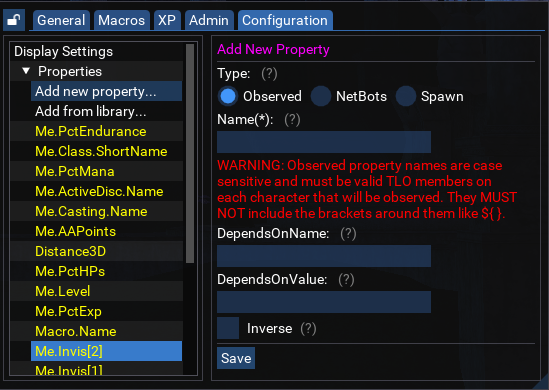 General Macros XP Admin Configuration
Display Settings
Properties
Add new property...
Add from library...
Me.PctEndurance
Me.Class.ShortName
Me.PctMana
Me.ActiveDisc.Name
Me.Casting.Name
Me.AAPoints
Distance3D
Me.PctHPs
Me.Level
Me.PctExp
Macro.Name
Me.Invis[2]
Me.Invis[1]
Add New Property
Type: (?)
Observed NetBots Spawn
Name(*): (?)
WARNING: Observed property names are case
sensitive and must be valid TLO members on
each character that will be observed. They MUST
NOT include the brackets around them like ${ }.
DependsOnName: (?)
DependsOnValue: (?)
Inverse (?)
Save